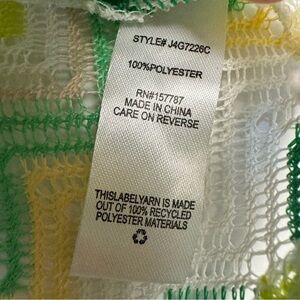 STYLE# J4G7226C
100%POLYESTER
RN#157787
MADE IN CHINA
CARE ON REVERSE
THISLABELYARN IS MADE
OUT OF 100% RECYCLED
POLYESTER MATERIALS